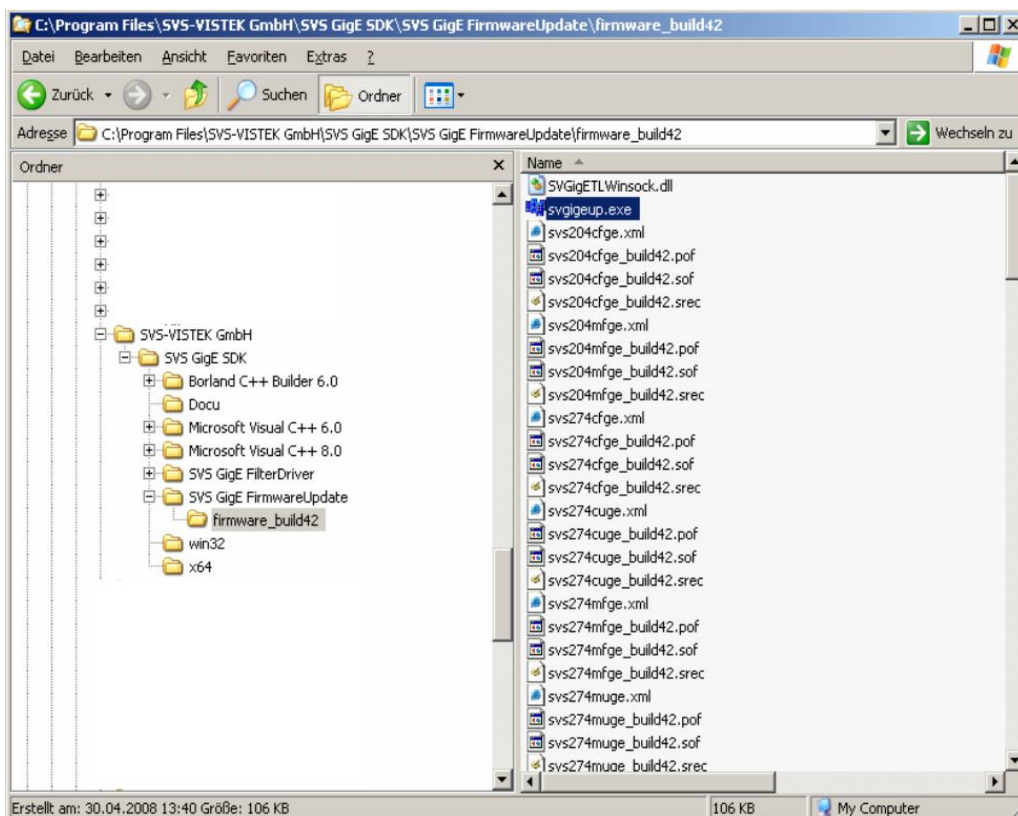 C:\Program Files\SVS-VISTEK GmbH\SVS GigE SDK\SVS GigE FirmwareUpdate\firmware_build42
Datei Bearbeiten Ansicht Favoriten Extras ?
Zurück Suchen Ordner
Adresse C:\Program Files\SVS-VISTEK GmbH\SVS GigE SDK\SVS GigE FirmwareUpdate\firmware_build42 Wechseln zu
Ordner x
SVS-VISTEK GmbH
SVS GigE SDK
Borland C++ Builder 6.0
Docu
Microsoft Visual C++ 6.0
Microsoft Visual C++ 8.0
SVS GigE FilterDriver
SVS GigE FirmwareUpdate
firmware_build42
win32
x64
Name
SVGigETLWinsock.dll
svgigeup.exe
svs204cfge.xml
svs204cfge_build42.pof
svs204cfge_build42.sof
svs204cfge_build42.srec
svs204mfge.xml
svs204mfge_build42.pof
svs204mfge_build42.sof
svs204mfge_build42.srec
svs274cfge.xml
svs274cfge_build42.pof
svs274cfge_build42.sof
svs274cfge_build42.srec
svs274cuge.xml
svs274cuge_build42.pof
svs274cuge_build42.sof
svs274cuge_build42.srec
svs274mfge.xml
svs274mfge_build42.pof
svs274mfge_build42.sof
svs274mfge_build42.srec
svs274muge.xml
svs274muge_build42.pof
svs274muge_build42.sof
svs274muge_build42.srec
Erstellt am: 30.04.2008 13:40 Größe: 106 KB 106 KB My Computer